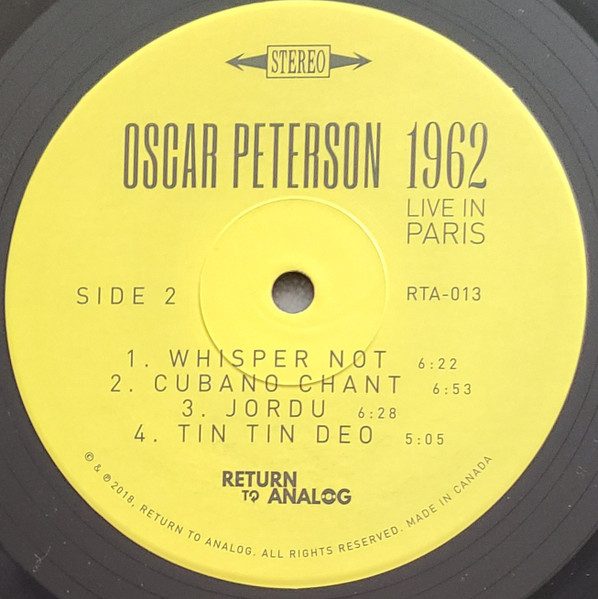 STEREO
OSCAR PETERSON 1962
LIVE IN
PARIS
SIDE 2
RTA-013
1. WHISPER NOT 6:22
2. CUBANO CHANT 6:53
3. JORDU 6:28
4. TIN TIN DEO 5:05
RETURN
TO ANALOG
© & ℗ 2018, RETURN TO ANALOG. ALL RIGHTS RESERVED. MADE IN CANADA